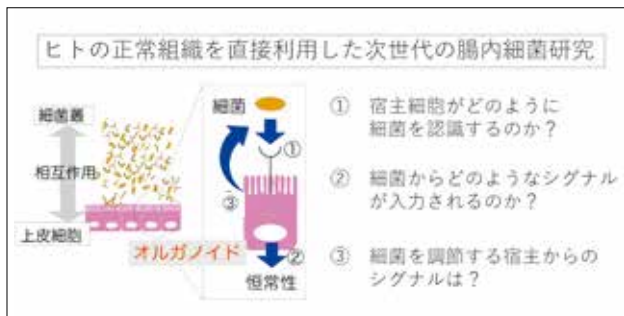 ヒトの正常組織を直接利用した次世代の腸内細菌研究
細菌叢
相互作用
上皮細胞
オルガノイド
細菌
①
③
②
恒常性
① 宿主細胞がどのように
細菌を認識するのか？
② 細菌からどのようなシグナル
が入力されるのか？
③ 細菌を調節する宿主からの
シグナルは？